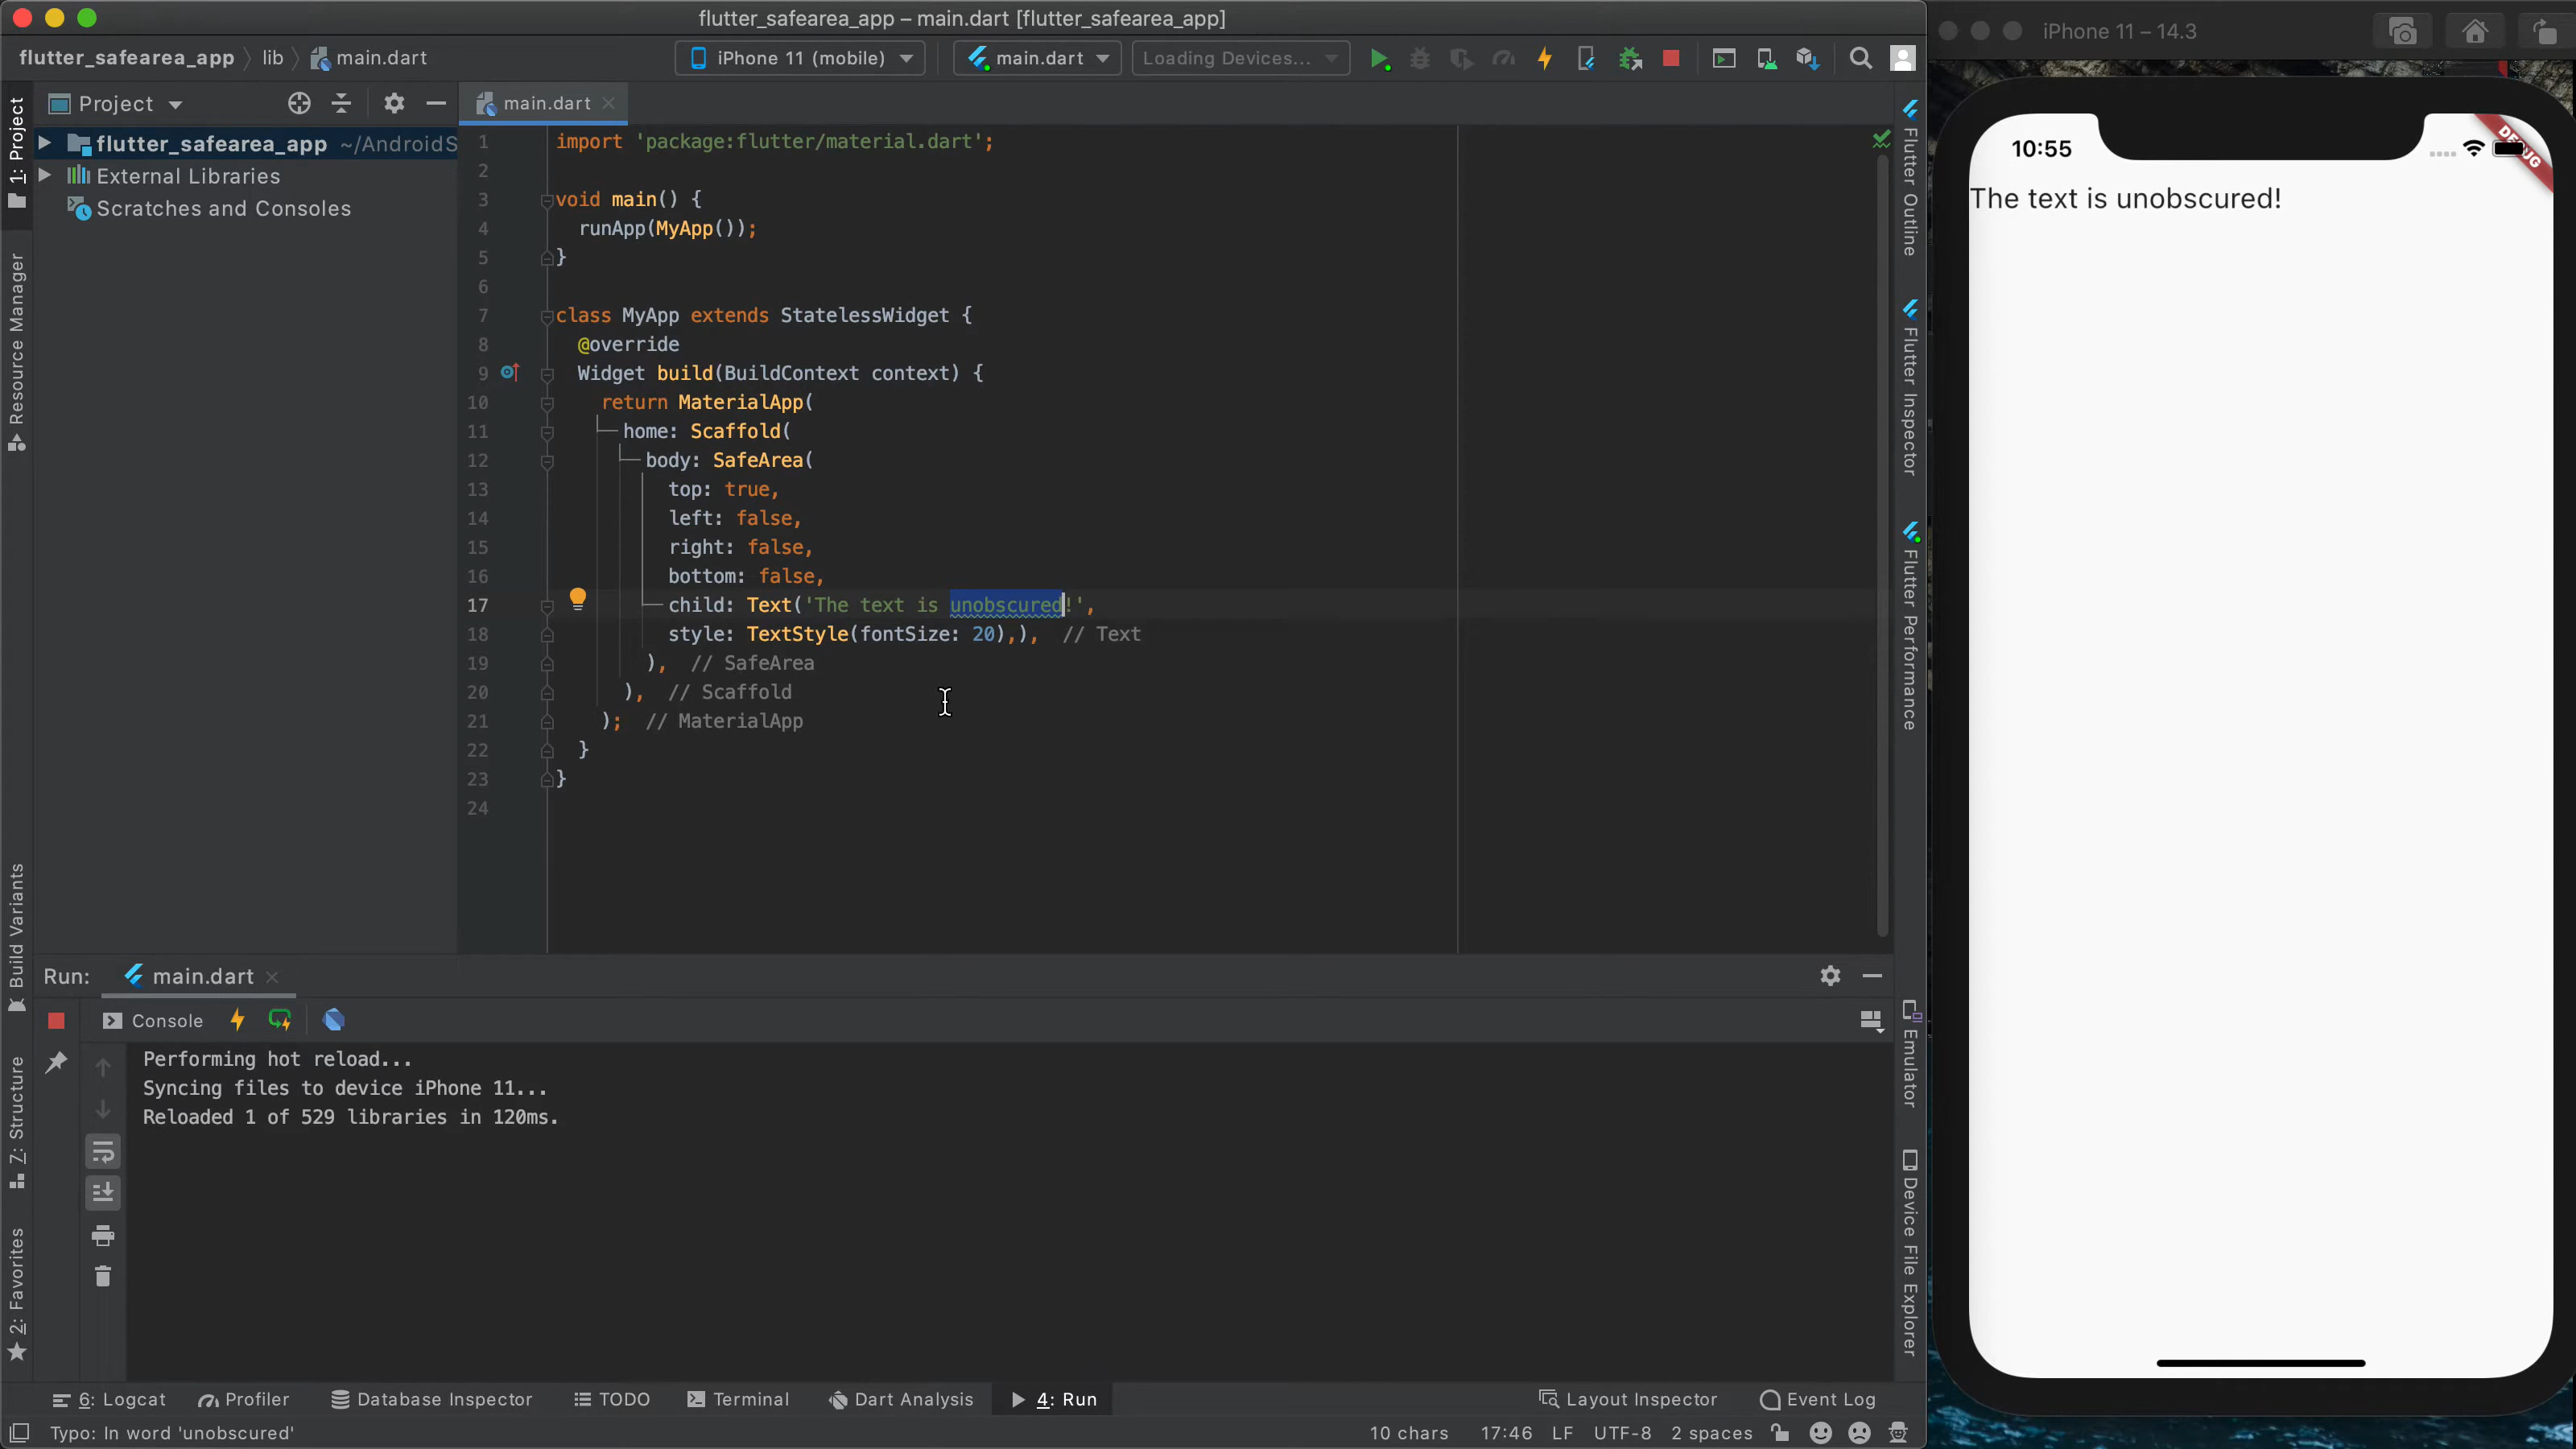 flutter_safearea_app – main.dart [flutter_safearea_app]
flutter_safearea_app lib main.dart
iPhone 11 (mobile)
main.dart
Loading Devices...
iPhone 11 – 14.3
1: Project
Resource Manager
Build Variants
7: Structure
2: Favorites
Project
flutter_safearea_app ~/AndroidS
External Libraries
Scratches and Consoles
main.dart
1 import 'package:flutter/material.dart';
2
3 void main() {
4 runApp(MyApp());
5 }
6
7 class MyApp extends StatelessWidget {
8 @override
9 Widget build(BuildContext context) {
10 return MaterialApp(
11 home: Scaffold(
12 body: SafeArea(
13 top: true,
14 left: false,
15 right: false,
16 bottom: false,
17 child: Text('The text is unobscured!',
18 style: TextStyle(fontSize: 20),), // Text
19 ), // SafeArea
20 ), // Scaffold
21 ); // MaterialApp
22 }
23 }
24
Flutter Outline
Flutter Inspector
Flutter Performance
Emulator
Device File Explorer
10:55
DEBUG
The text is unobscured!
Run: main.dart
Console
Performing hot reload...
Syncing files to device iPhone 11...
Reloaded 1 of 529 libraries in 120ms.
6: Logcat Profiler Database Inspector TODO Terminal Dart Analysis 4: Run Layout Inspector Event Log
Typo: In word 'unobscured' 10 chars 17:46 LF UTF-8 2 spaces